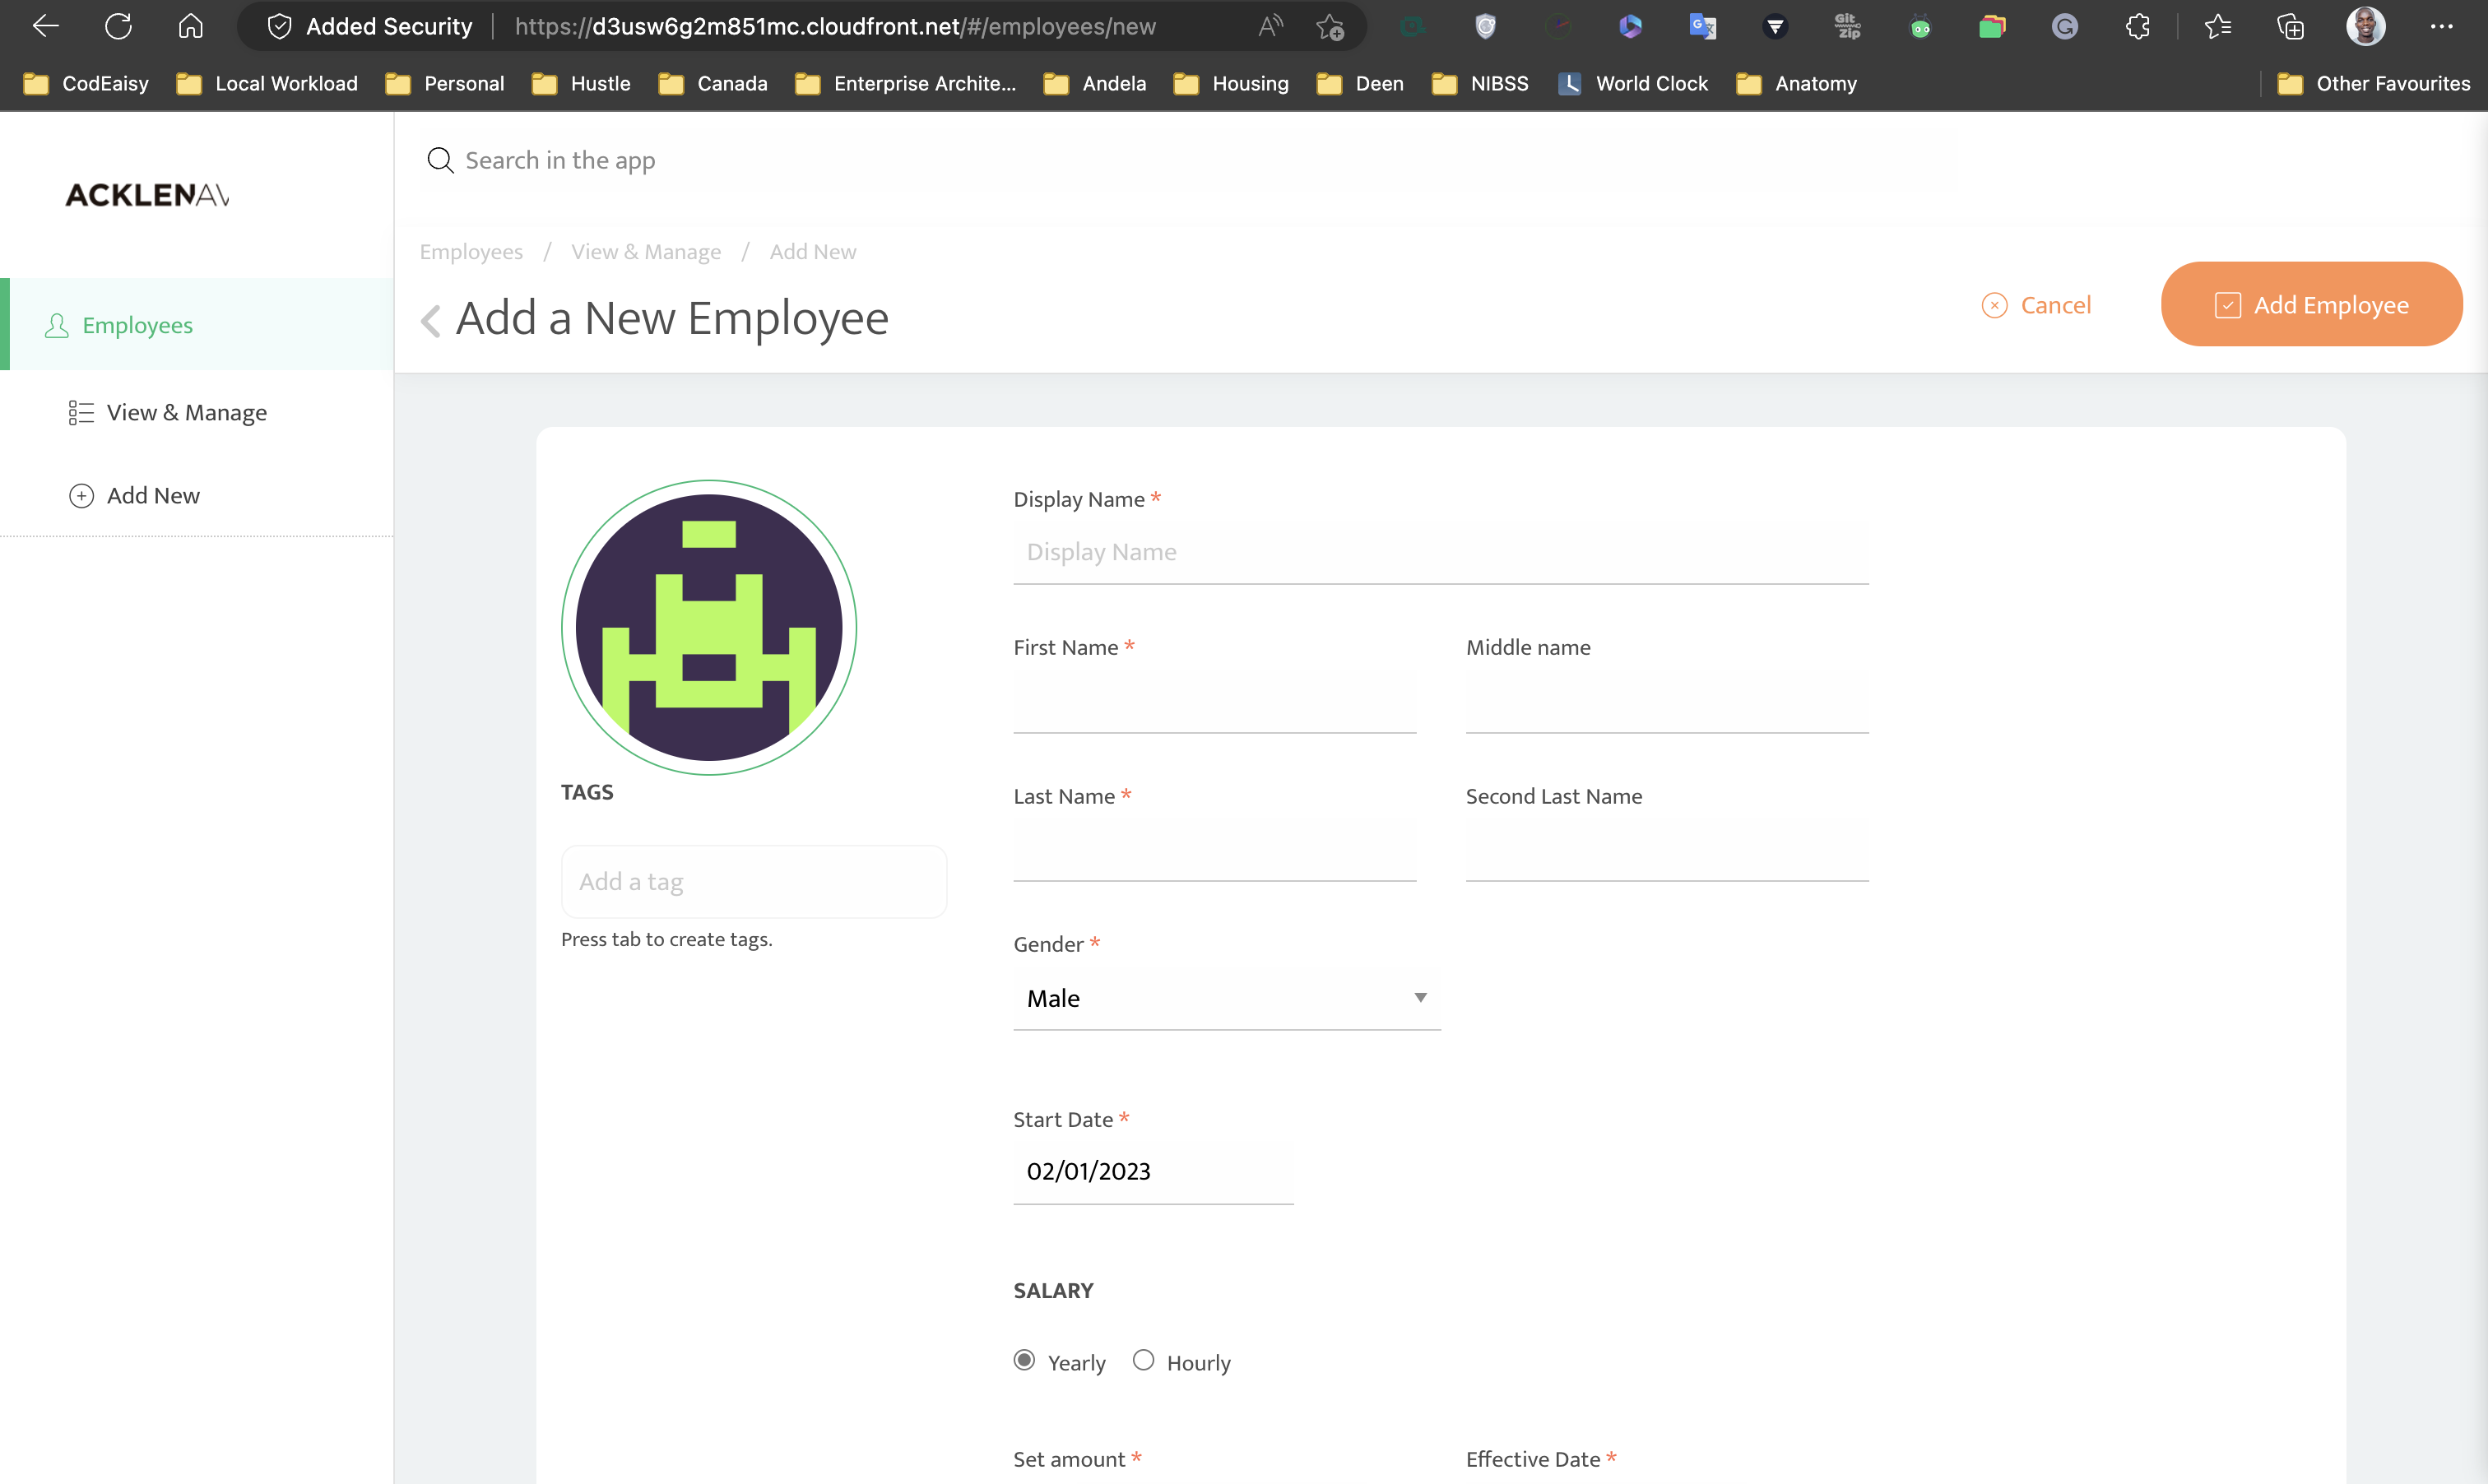 Added Security https://d3usw6g2m851mc.cloudfront.net/#/employees/new
CodEaisy Local Workload Personal Hustle Canada Enterprise Archite... Andela Housing Deen NIBSS World Clock Anatomy Other Favourites
ACKLENAV
Search in the app
Employees / View & Manage / Add New
Add a New Employee
Cancel
Add Employee
Employees
View & Manage
Add New
TAGS
Add a tag
Press tab to create tags.
Display Name *
Display Name
First Name *
Middle name
Last Name *
Second Last Name
Gender *
Male
Start Date *
02/01/2023
SALARY
Yearly Hourly
Set amount *
Effective Date *